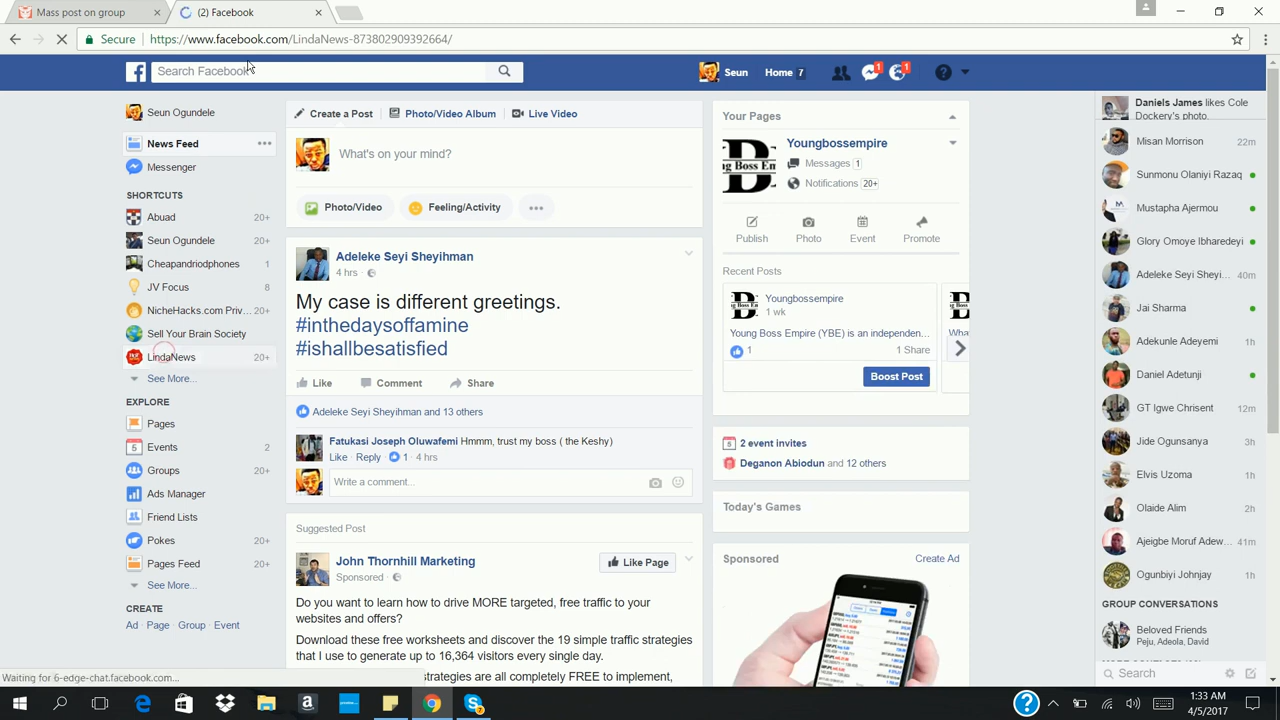 Mass post on group
(2) Facebook
Secure
https://www.facebook.com/LindaNews-873802909392664/
Search Facebook
Seun
Home 7
1
1
Seun Ogundele
News Feed
Messenger
SHORTCUTS
Abuad 20+
Seun Ogundele 20+
Cheapandriodphones 1
JV Focus 8
NicheHacks.com Priv... 20+
Sell Your Brain Society
LindaNews 20+
See More...
EXPLORE
Pages
Events 2
Groups 20+
Ads Manager
Friend Lists
Pokes 20+
Pages Feed 20+
See More...
CREATE
Ad · Page · Group · Event
Waiting for 6-edge-chat.facebook.com...
Create a Post
Photo/Video Album
Live Video
What's on your mind?
Photo/Video
Feeling/Activity
Adeleke Seyi Sheyihman
4 hrs ·
My case is different greetings.
#inthedaysoffamine
#ishallbesatisfied
Like Comment Share
Adeleke Seyi Sheyihman and 13 others
Fatukasi Joseph Oluwafemi Hmmm, trust my boss ( the Keshy)
Like · Reply · 1 · 4 hrs
Write a comment...
Suggested Post
John Thornhill Marketing
Sponsored ·
Like Page
Do you want to learn how to drive MORE targeted, free traffic to your
websites and offers?
Download these free worksheets and discover the 19 simple traffic strategies
that I use to generate up to 16,364 visitors every single day.
trategies are all completely FREE to implement,
Your Pages
Youngbossempire
Messages 1
Notifications 20+
Publish Photo Event Promote
Recent Posts
Youngbossempire
1 wk
Young Boss Empire (YBE) is an independen...
1
1 Share
Boost Post
2 event invites
Deganon Abiodun and 12 others
Today's Games
Sponsored
Create Ad
Daniels James likes Cole
Dockery's photo.
Misan Morrison 22m
Sunmonu Olaniyi Razaq
Mustapha Ajermou
Glory Omoye Ibharedeyi
Adeleke Seyi Sheyi... 40m
Jai Sharma
Adekunle Adeyemi 1h
Daniel Adetunji
GT Igwe Chrisent 12m
Jide Ogunsanya 3h
Elvis Uzoma 1h
Olaide Alim 2h
Ajeigbe Moruf Adew... 41m
Ogunbiyi Johnjay 1h
GROUP CONVERSATIONS
Beloved Friends
Peju, Adeola, David
Search
1:33 AM
4/5/2017